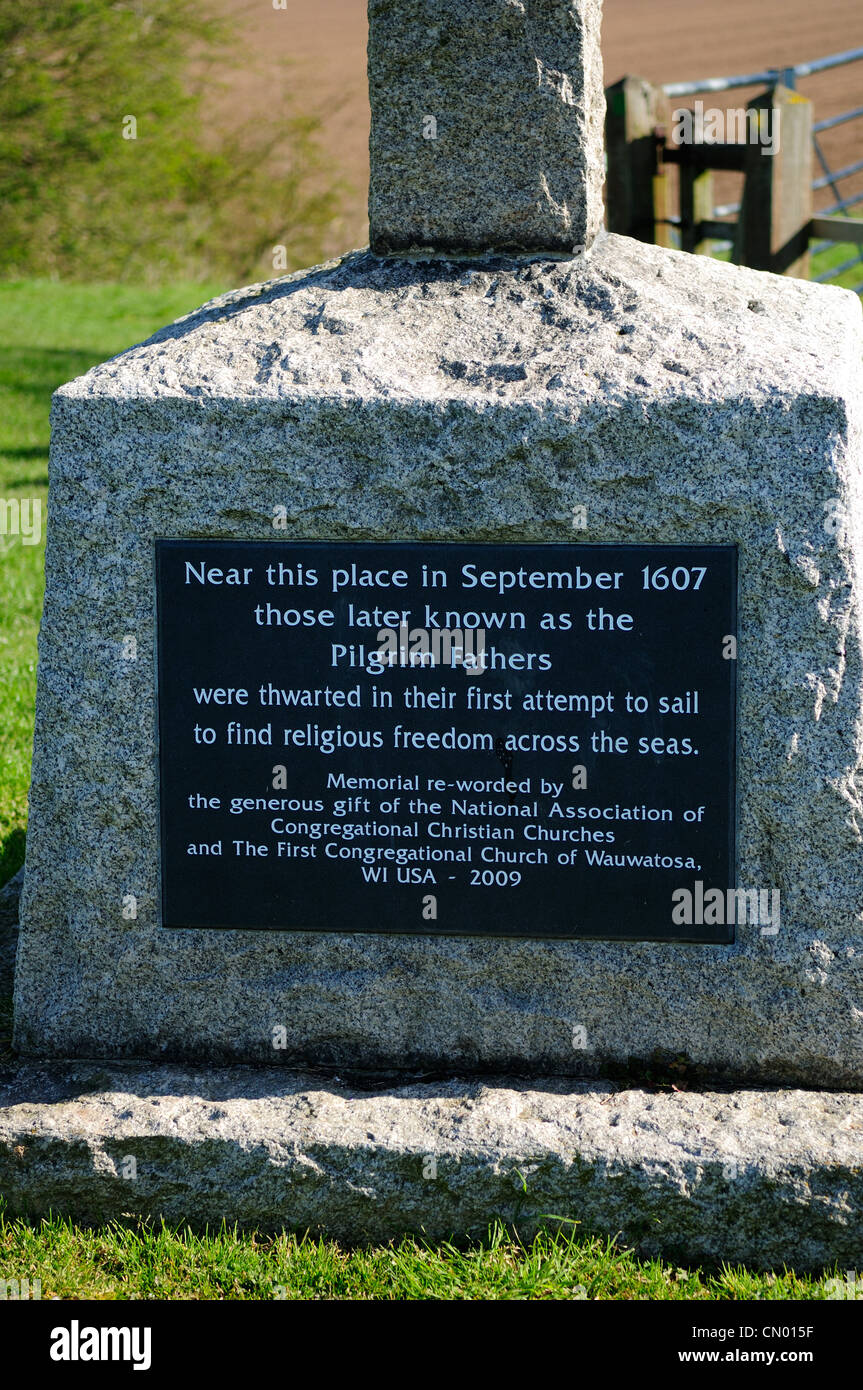 Near this place in September 1607
those later known as the
Pilgrim Fathers
were thwarted in their first attempt to sail
to find religious freedom across the seas.
Memorial re-worded by
the generous gift of the National Association of
Congregational Christian Churches
and The First Congregational Church of Wauwatosa,
WI USA - 2009
alamy
alamy
Image ID: CN015F
www.alamy.com